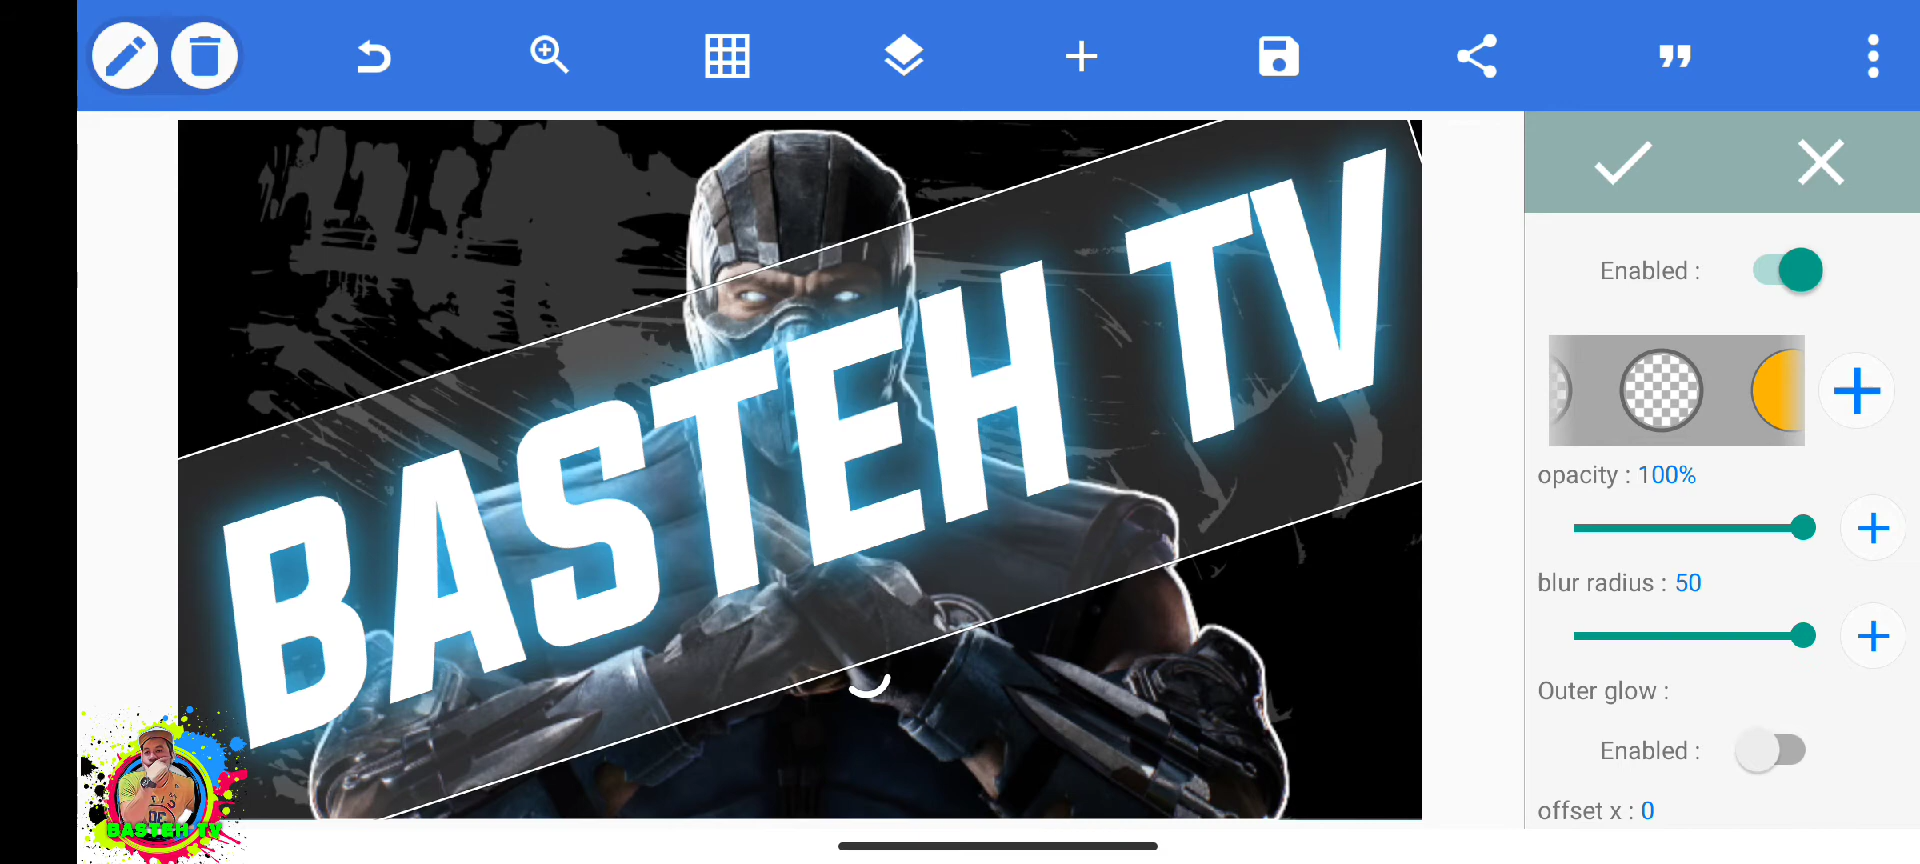 BASTEH TV
Enabled :
opacity : 100%
blur radius : 50
Outer glow :
Enabled :
offset x : 0
BASTEH TV